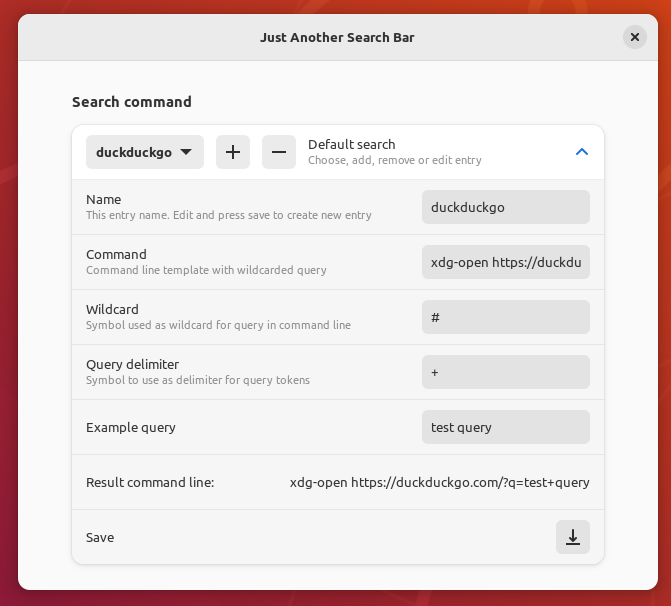 Just Another Search Bar
Search command
duckduckgo
Default search
Choose, add, remove or edit entry
Name
This entry name. Edit and press save to create new entry
duckduckgo
Command
Command line template with wildcarded query
xdg-open https://duckdu
Wildcard
Symbol used as wildcard for query in command line
#
Query delimiter
Symbol to use as delimiter for query tokens
+
Example query
test query
Result command line:
xdg-open https://duckduckgo.com/?q=test+query
Save